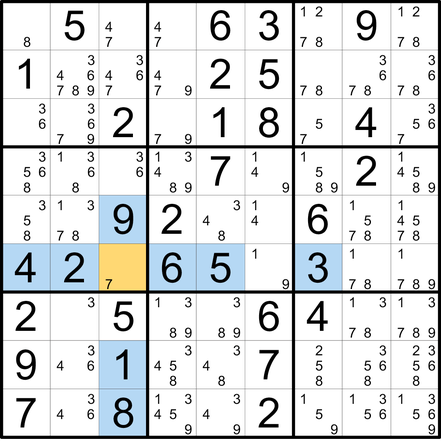 1 2 1 2
5 4 4 6 3 9
8 7 7 7 8 7 8
3 3 3 3
1 4 6 4 6 4 2 5 6 6
7 8 9 7 7 9 7 8 7 8 7 8
3 3 3
6 6 2 1 8 5 4 5 6
7 9 7 9 7 7
3 1 3 3 1 3 1 1 1
5 6 6 6 4 7 4 5 2 4 5
8 8 8 9 9 8 9 8 9
3 1 3 3 1 1 1
5 9 2 4 4 6 5 4 5
8 7 8 8 7 8 7 8
1 1 1
4 2 6 5 3
7 9 7 8 7 8 9
3 1 3 3 1 3 1 3
2 5 6 4
8 9 8 9 7 8 7 8 9
3 3 3 2 3 2 3
9 4 6 1 4 5 4 7 5 5 6 5 6
8 8 8 8 8
3 1 3 3 1 1 3 1 3
7 4 6 8 4 5 4 2 5 5 6 5 6
9 9 9 9